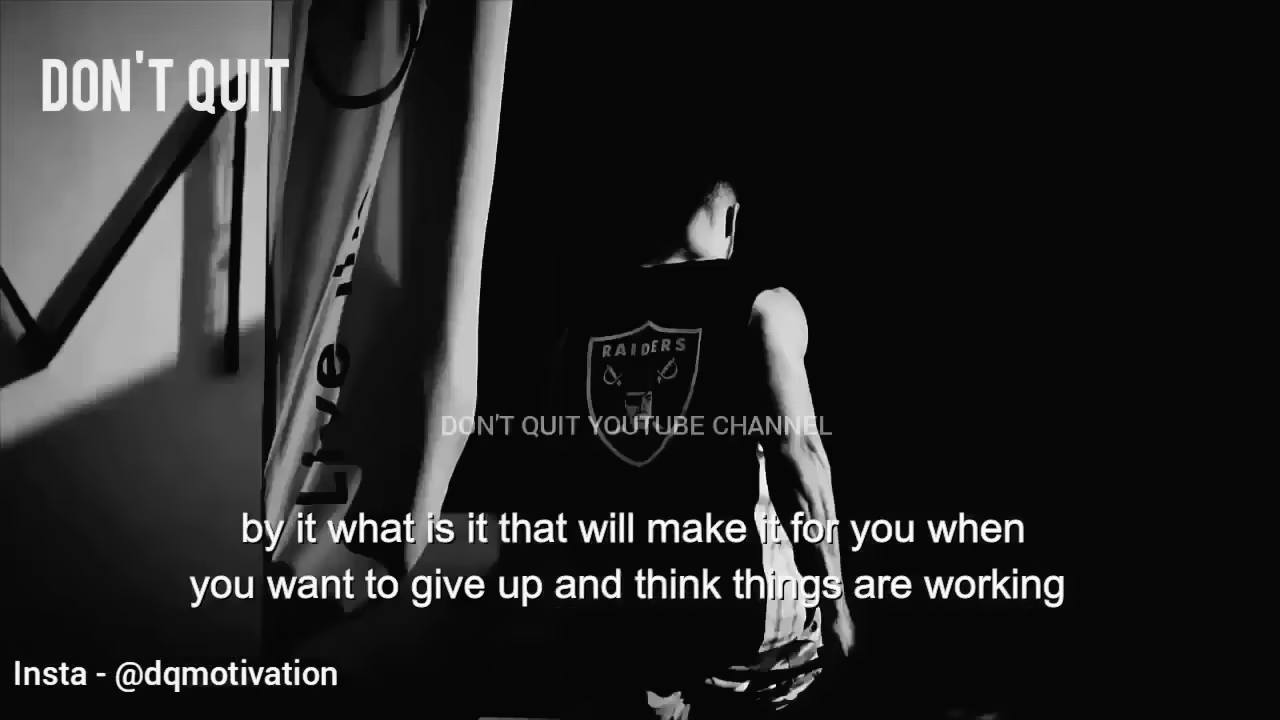 DON'T QUIT
Live
RAIDERS
DON'T QUIT YOUTUBE CHANNEL
by it what is it that will make it for you when
you want to give up and think things are working
Insta - @dqmotivation